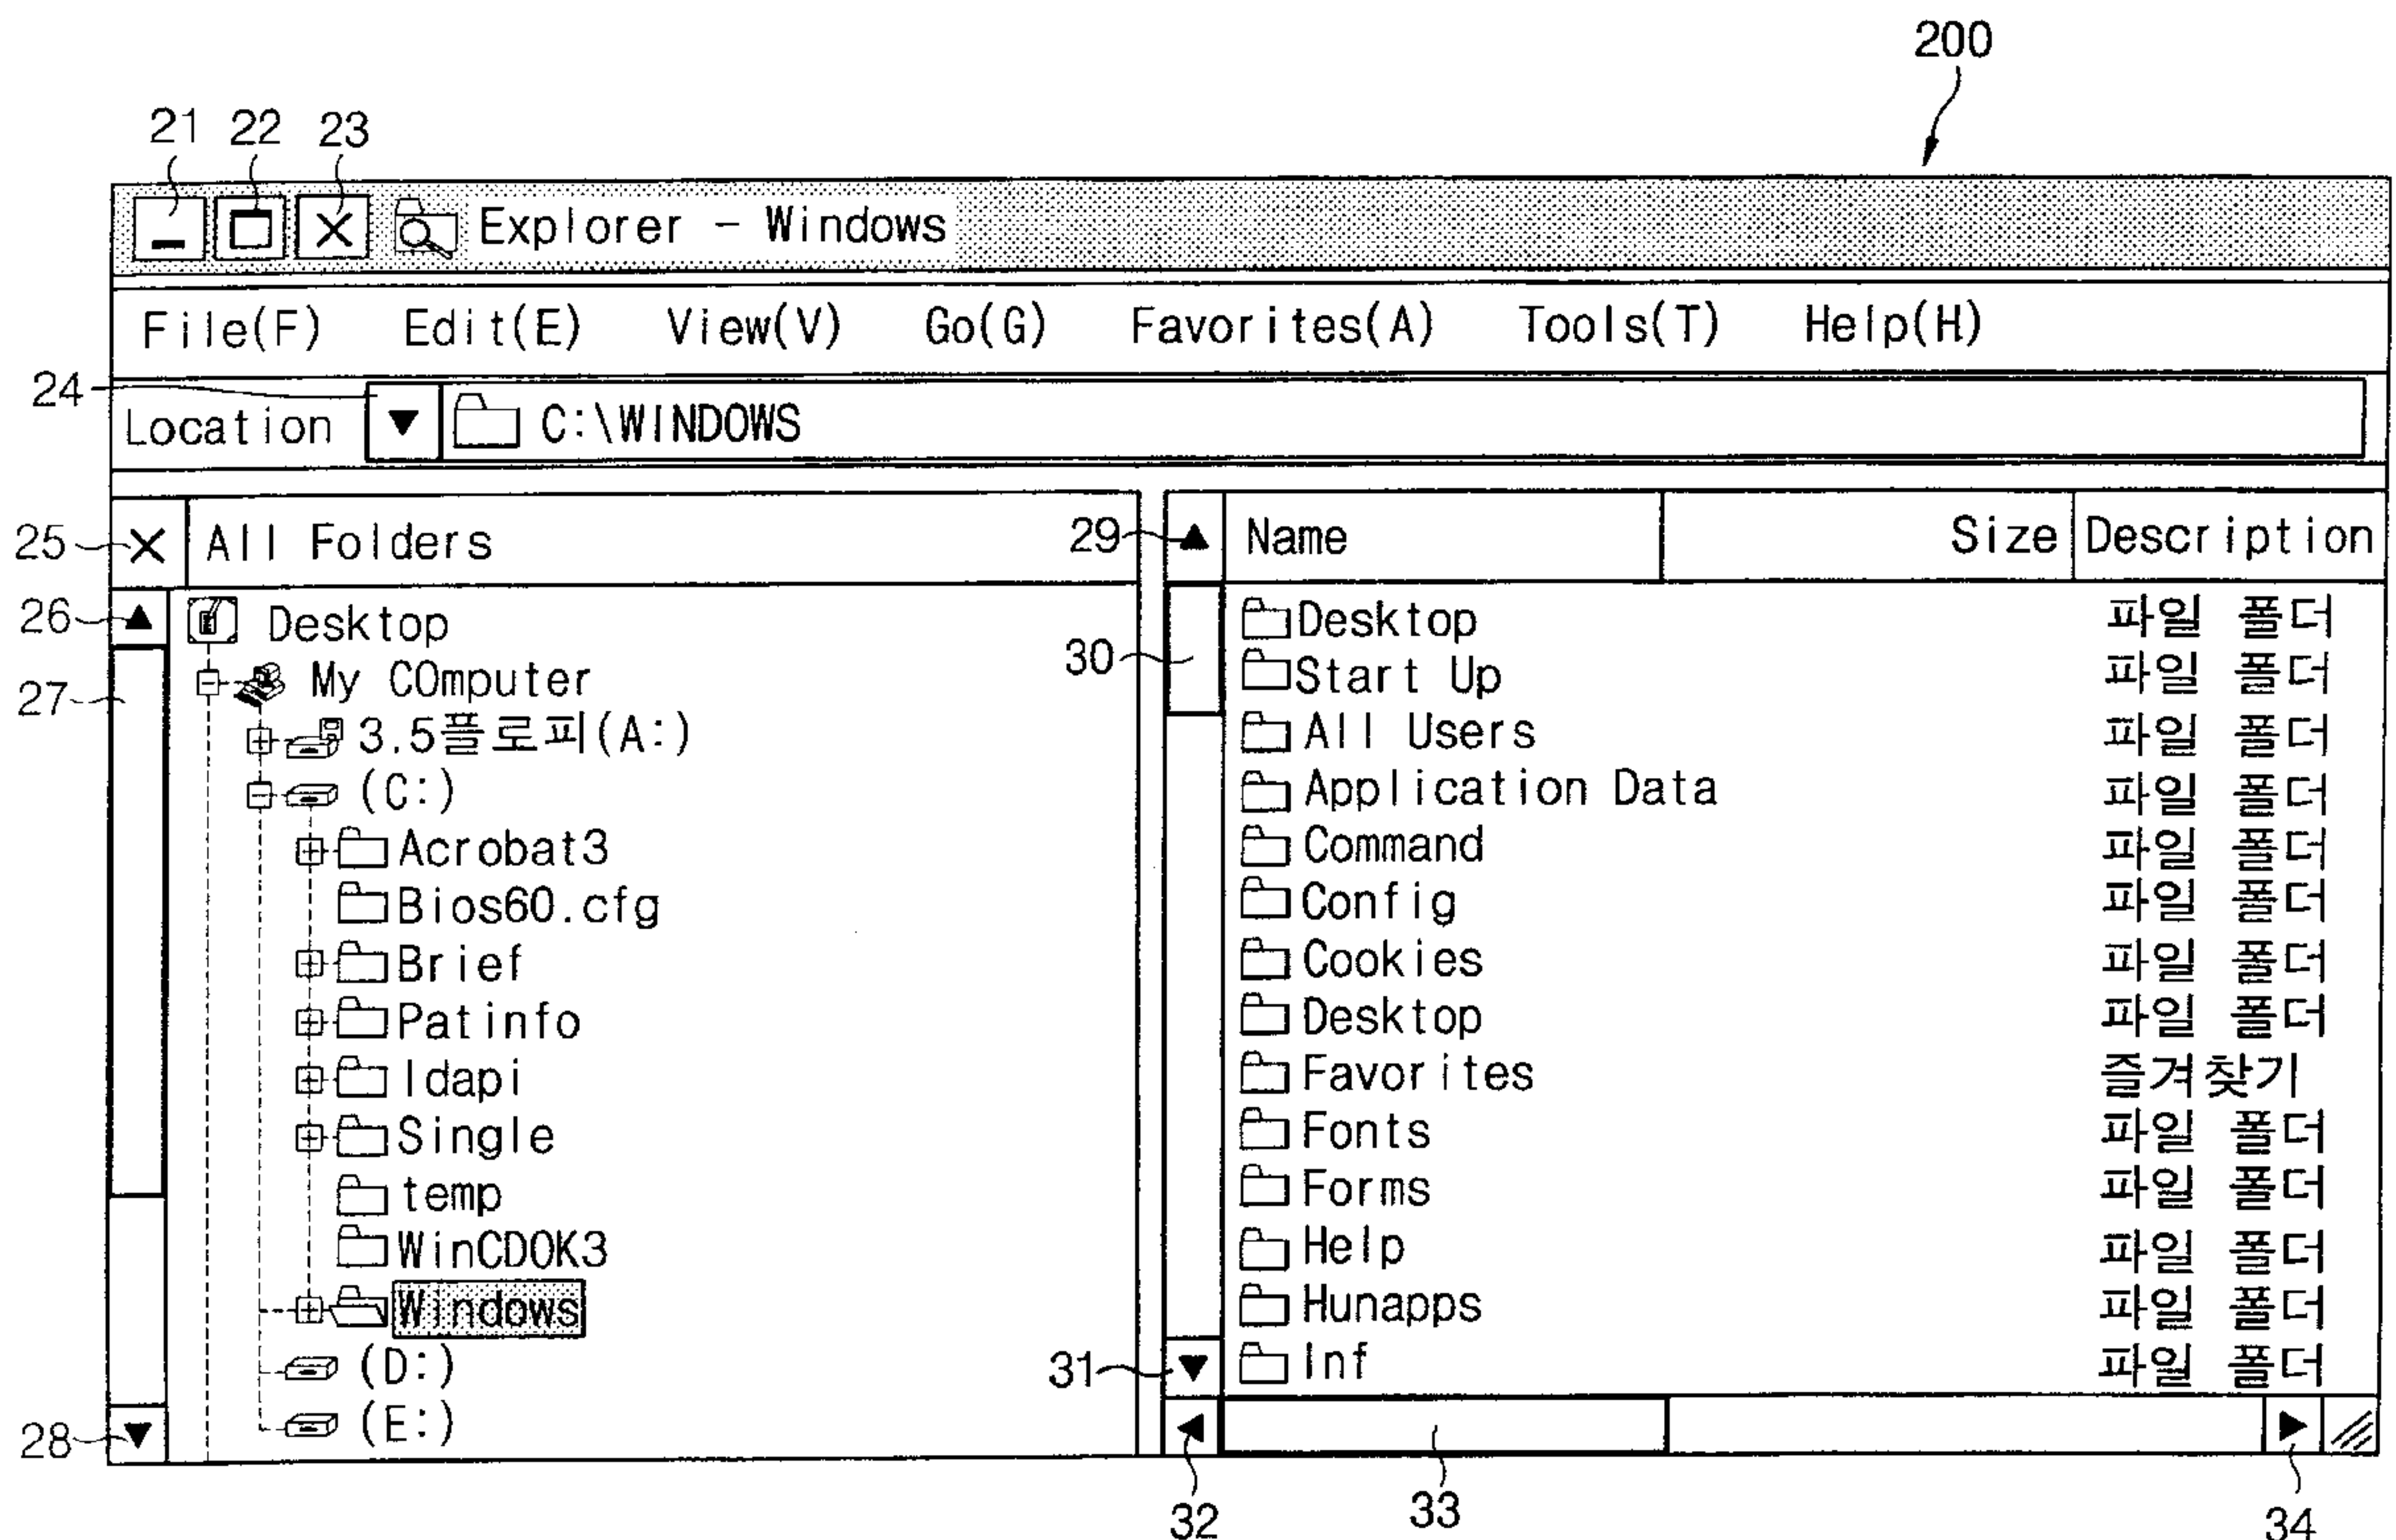 200
21 22 23
Explorer - Windows
File(F) Edit(E) View(V) Go(G) Favorites(A) Tools(T) Help(H)
24
Location C:\WINDOWS
25 All Folders
26 Desktop
My COmputer
27
3.5플로피(A:)
(C:)
Acrobat3
Bios60.cfg
Brief
Patinfo
Idapi
Single
temp
WinCDOK3
Windows
(D:)
28 (E:)
29 Name Size Description
Desktop 파일 폴더
30
Start Up 파일 폴더
All Users 파일 폴더
Application Data 파일 폴더
Command 파일 폴더
Config 파일 폴더
Cookies 파일 폴더
Desktop 파일 폴더
Favorites 즐겨찾기
Fonts 파일 폴더
Forms 파일 폴더
Help 파일 폴더
Hunapps 파일 폴더
31 Inf 파일 폴더
32 33 34